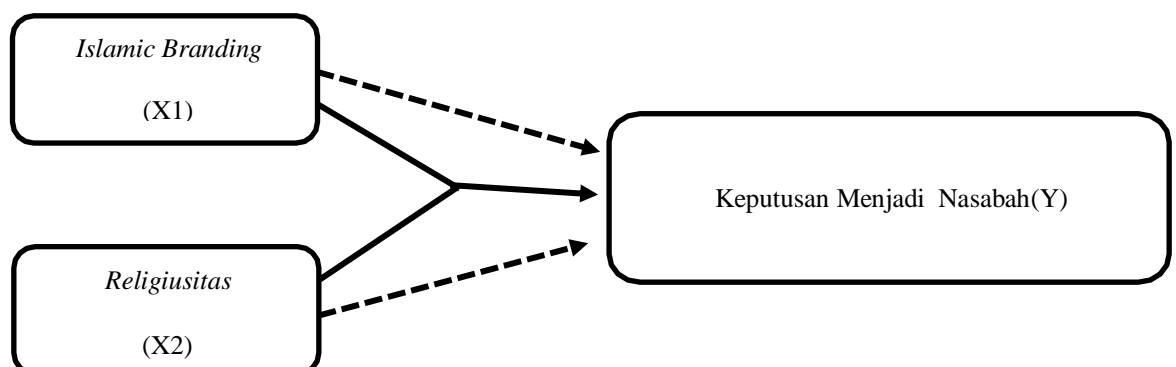 Islamic Branding
(X1)
Keputusan Menjadi Nasabah(Y)
Religiusitas
(X2)